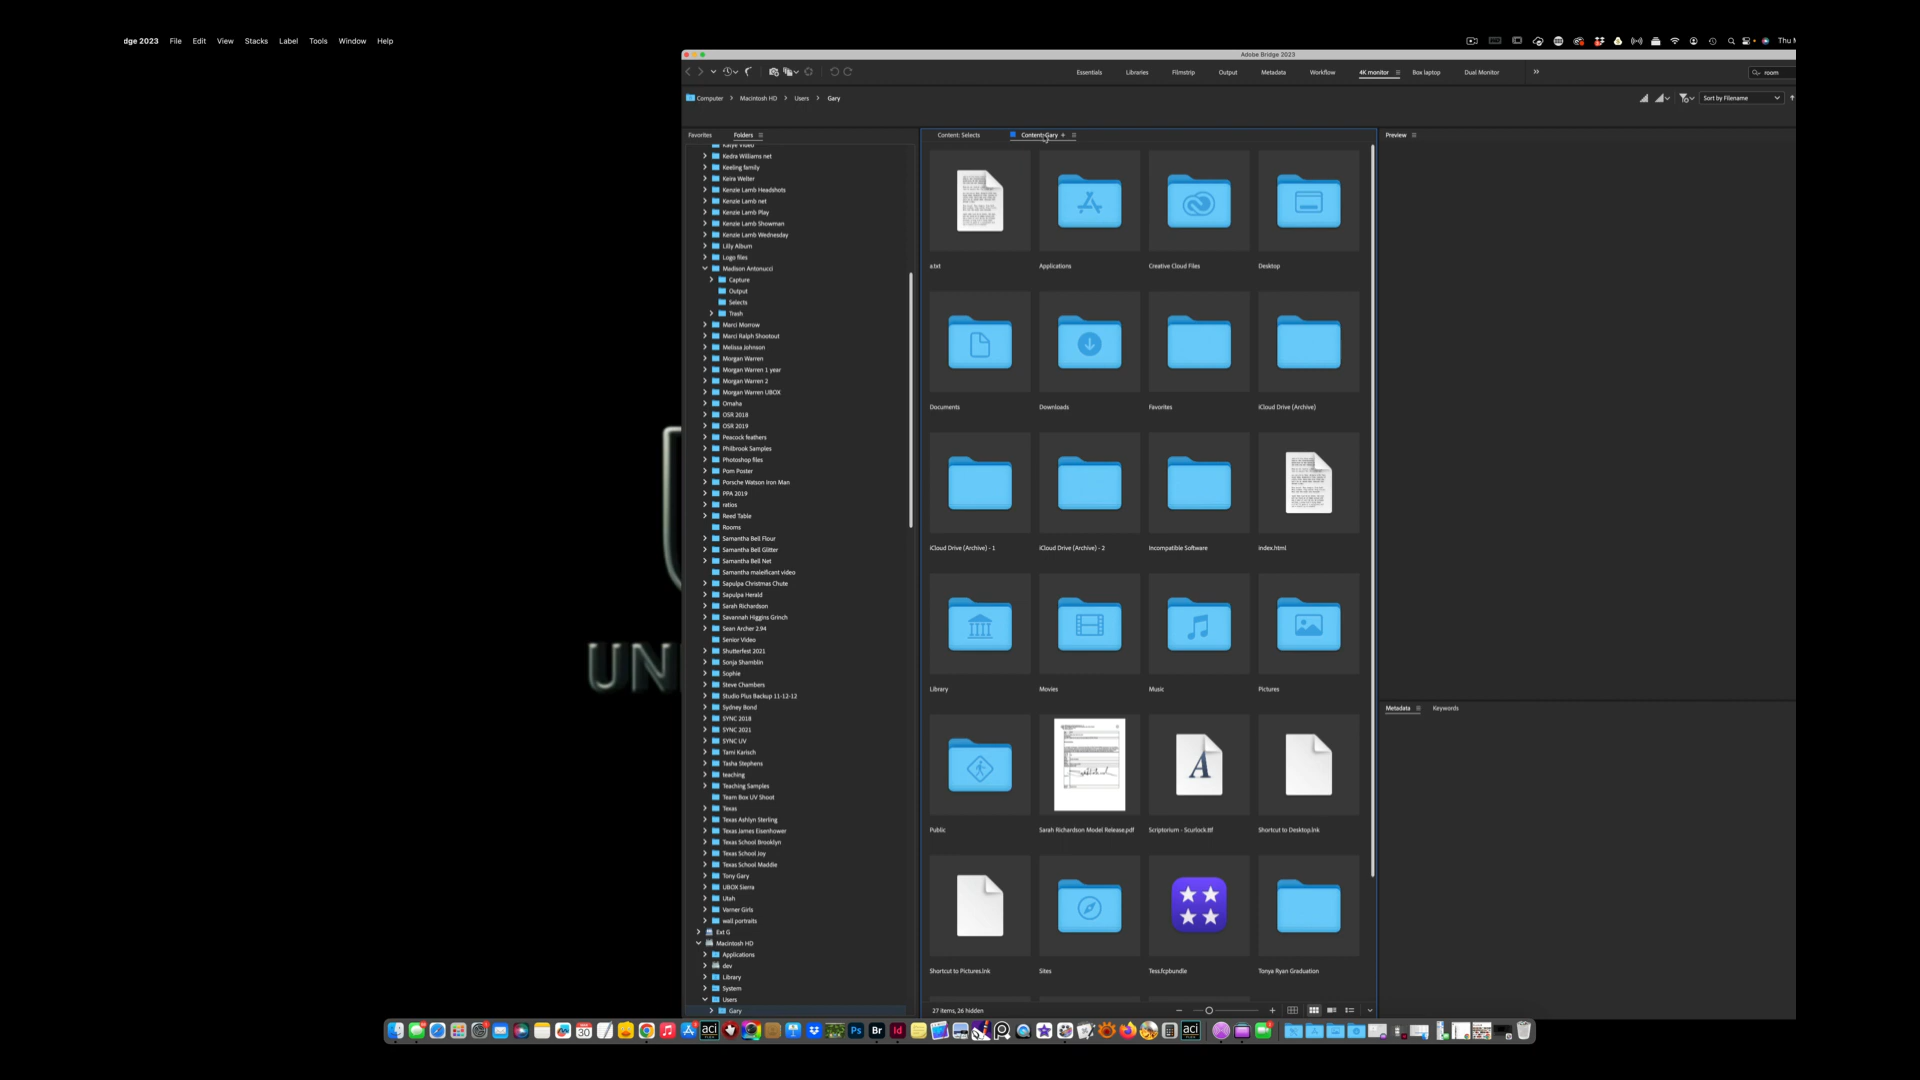 dge 2023 File Edit View Stacks Label Tools Window Help
Thu
Adobe Bridge 2023
Essentials Libraries Filmstrip Output Metadata Workflow 4K monitor Box laptop Dual Monitor
room
Computer Macintosh HD Users Gary
Sort by Filename
Favorites Folders
Content: Selects Content: Gary
Preview
Kedra Williams net
Keeling family
Keira Welter
Kenzie Lamb Headshots
Kenzie Lamb net
Kenzie Lamb Play
Kenzie Lamb Showman
Kenzie Lamb Wednesday
Lilly Album
Logo files
Madison Antonucci
Capture
Output
Selects
Trash
Marci Morrow
Marci Ralph Shootout
Melissa Johnson
Morgan Warren
Morgan Warren 1 year
Morgan Warren 2
Morgan Warren UBOX
Omaha
OSR 2018
OSR 2019
Peacock feathers
Philbrook Samples
Photoshop files
Pom Poster
Porsche Watson Iron Man
PPA 2019
ratios
Reed Table
Rooms
Samantha Bell Flour
Samantha Bell Glitter
Samantha Bell Net
Samantha maleificant video
Sapulpa Christmas Chute
Sapulpa Herald
Sarah Richardson
Savannah Higgins Grinch
Sean Archer 2.94
Senior Video
Shutterfest 2021
Sonja Shamblin
Sophie
Steve Chambers
Studio Plus Backup 11-12-12
Sydney Bond
SYNC 2018
SYNC 2021
SYNC UV
Tami Karisch
Tasha Stephens
teaching
Teaching Samples
Team Box UV Shoot
Texas
Texas Ashlyn Sterling
Texas James Eisenhower
Texas School Brooklyn
Texas School Joy
Texas School Maddie
Tony Gary
UBOX Sierra
Utah
Verner Girls
wall portraits
Ext G
Macintosh HD
Applications
dev
Library
System
Users
Gary
a.txt Applications Creative Cloud Files Desktop
Documents Downloads Favorites iCloud Drive (Archive)
iCloud Drive (Archive) - 1 iCloud Drive (Archive) - 2 Incompatible Software index.html
Library Movies Music Pictures
Public Sarah Richardson Model Release.pdf Scriptorium - Scurlock.ttf Shortcut to Desktop.lnk
Shortcut to Pictures.lnk Sites Tess.fcpbundle Tonya Ryan Graduation
27 items, 26 hidden
Metadata Keywords
UN
30 aci Ps Br Id aci